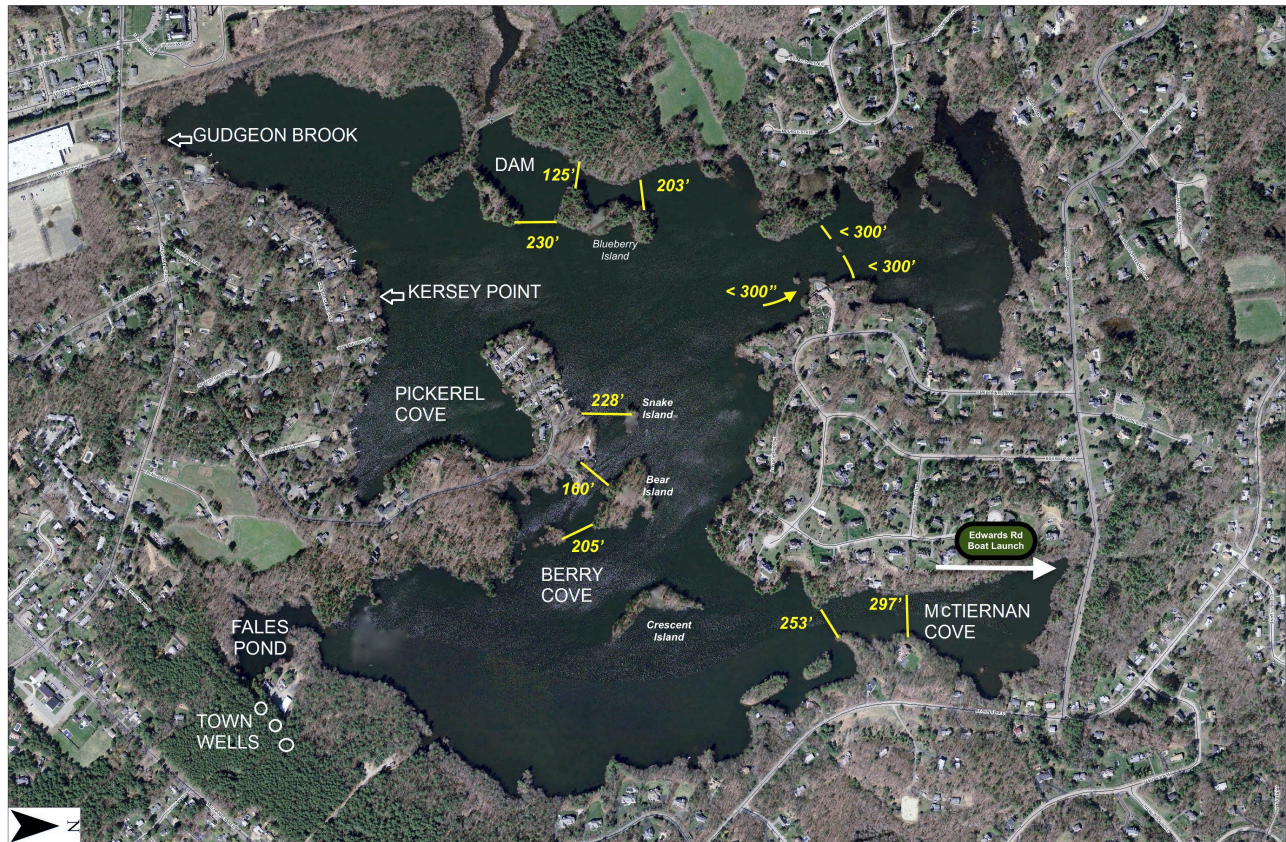 GUDGEON BROOK
DAM
125’
203’
230’
Blueberry
Island
< 300’
< 300’
< 300”
KERSEY POINT
PICKEREL
COVE
228’
Snake
Island
160’
Bear
Island
205’
BERRY
COVE
Edwards Rd
Boat Launch
Crescent
Island
253’
297’
McTIERNAN
COVE
FALES
POND
TOWN
WELLS
N